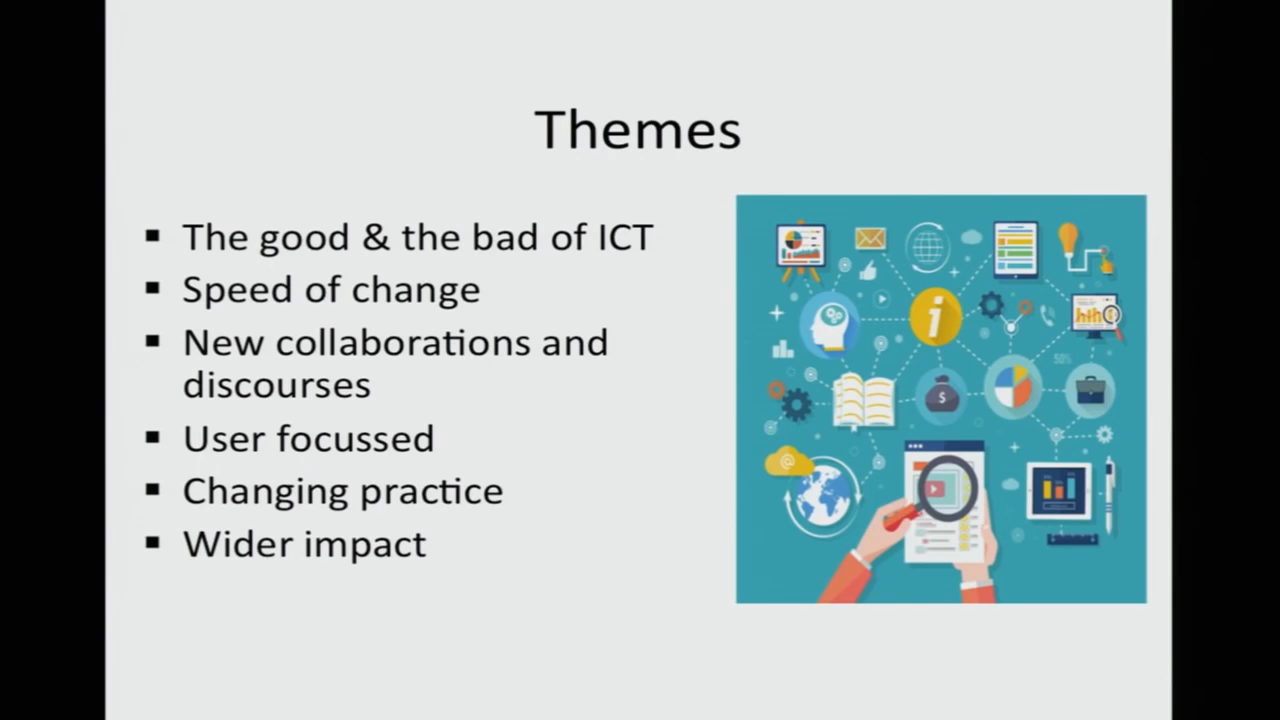 Themes
▪ The good & the bad of ICT
▪ Speed of change
▪ New collaborations and
discourses
▪ User focussed
▪ Changing practice
▪ Wider impact
i
50%
$
@